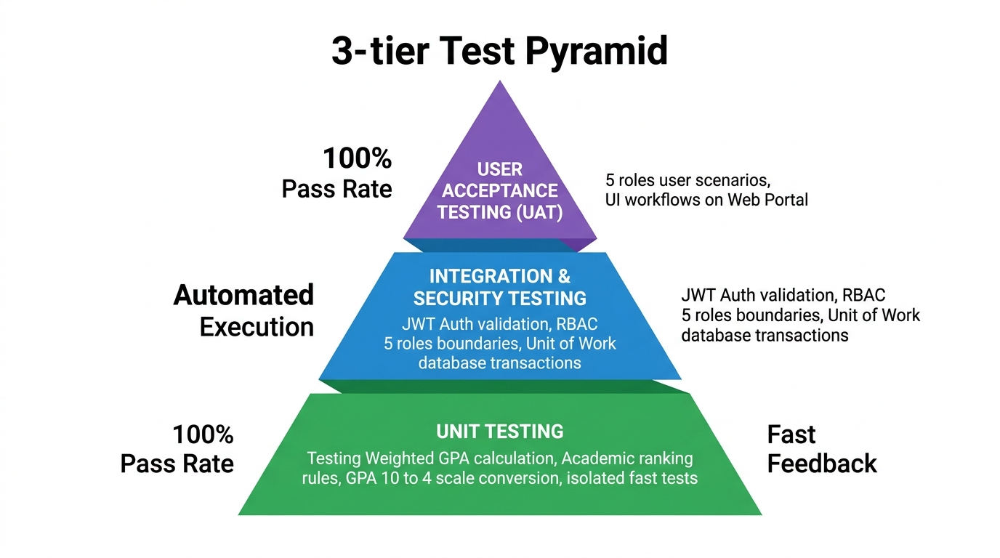 3-tier Test Pyramid
100%
Pass Rate
USER
ACCEPTANCE
TESTING (UAT)
5 roles user scenarios,
UI workflows on Web Portal
Automated
Execution
INTEGRATION &
SECURITY TESTING
JWT Auth validation, RBAC
5 roles boundaries, Unit of Work
database transactions
JWT Auth validation, RBAC
5 roles boundaries, Unit of Work
database transactions
100%
Pass Rate
UNIT TESTING
Testing Weighted GPA calculation, Academic ranking
rules, GPA 10 to 4 scale conversion, isolated fast tests
Fast
Feedback